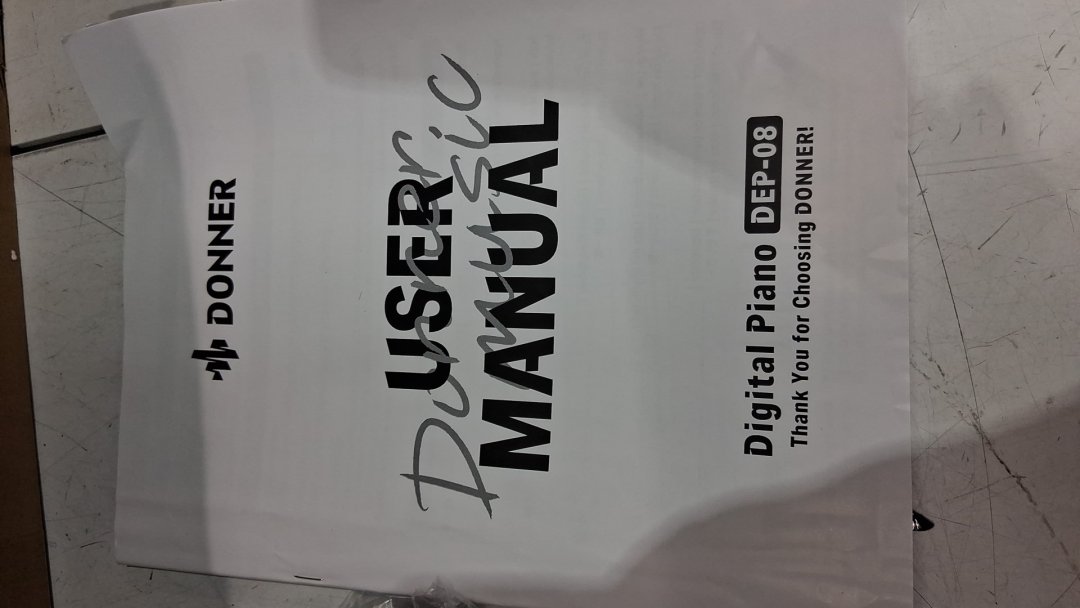 DONNER
USER
MANUAL
Donner
music
Digital Piano DEP-08
Thank You for Choosing DONNER!